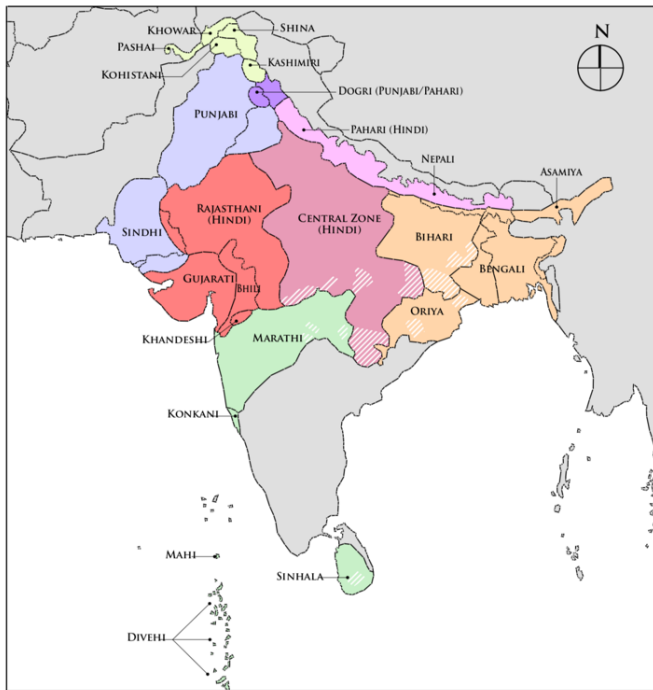 N
Khowar
Shina
Pashai
Kohistani
Kashimiri
Dogri (Punjabi/Pahari)
Punjabi
Pahari (Hindi)
Nepali
Asamiya
Rajasthani
(Hindi)
Central Zone
(Hindi)
Bihari
Sindhi
Bengali
Gujarati
Bhili
Oriya
Khandeshi
Marathi
Konkani
Mahi
Sinhala
Divehi